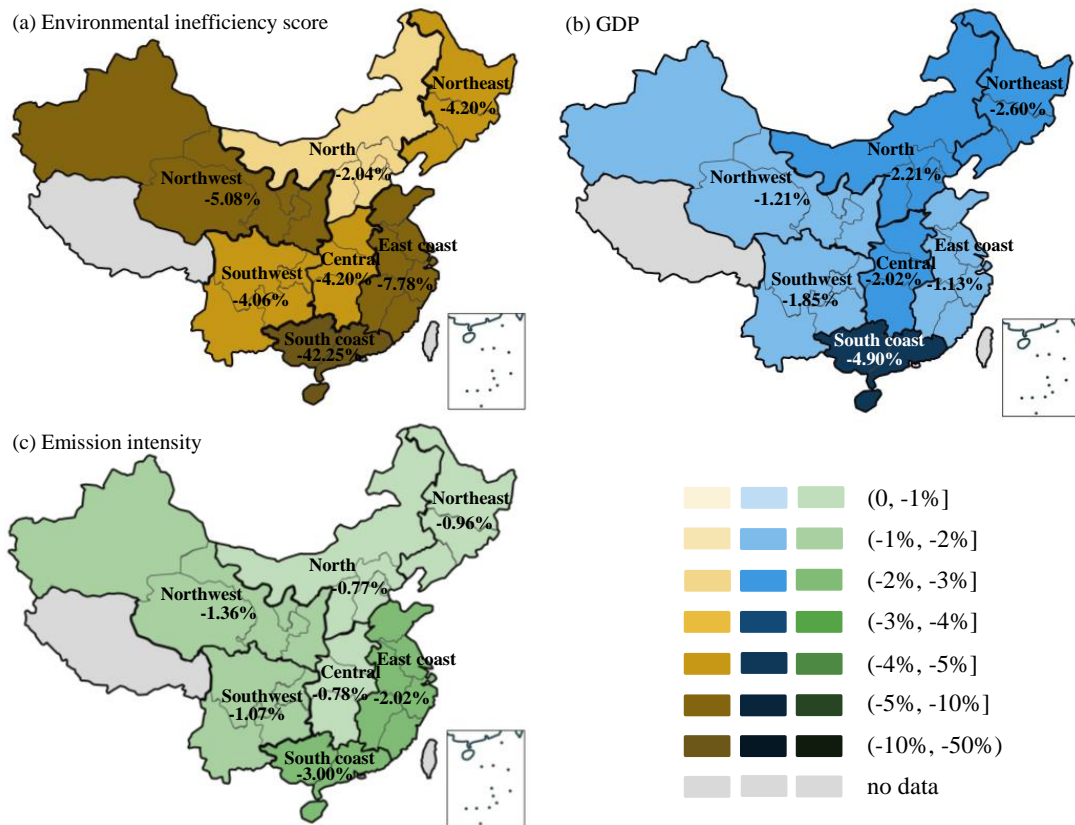 (a) Environmental inefficiency score
Northeast
-4.20%
North
-2.04%
Northwest
-5.08%
East coast
-7.78%
Central
-4.20%
Southwest
-4.06%
South coast
-42.25%
(b) GDP
Northeast
-2.60%
North
-2.21%
Northwest
-1.21%
East coast
-1.13%
Central
-2.02%
Southwest
-1.85%
South coast
-4.90%
(c) Emission intensity
Northeast
-0.96%
North
-0.77%
Northwest
-1.36%
East coast
-2.02%
Central
-0.78%
Southwest
-1.07%
South coast
-3.00%
(0, -1%]
(-1%, -2%]
(-2%, -3%]
(-3%, -4%]
(-4%, -5%]
(-5%, -10%]
(-10%, -50%)
no data